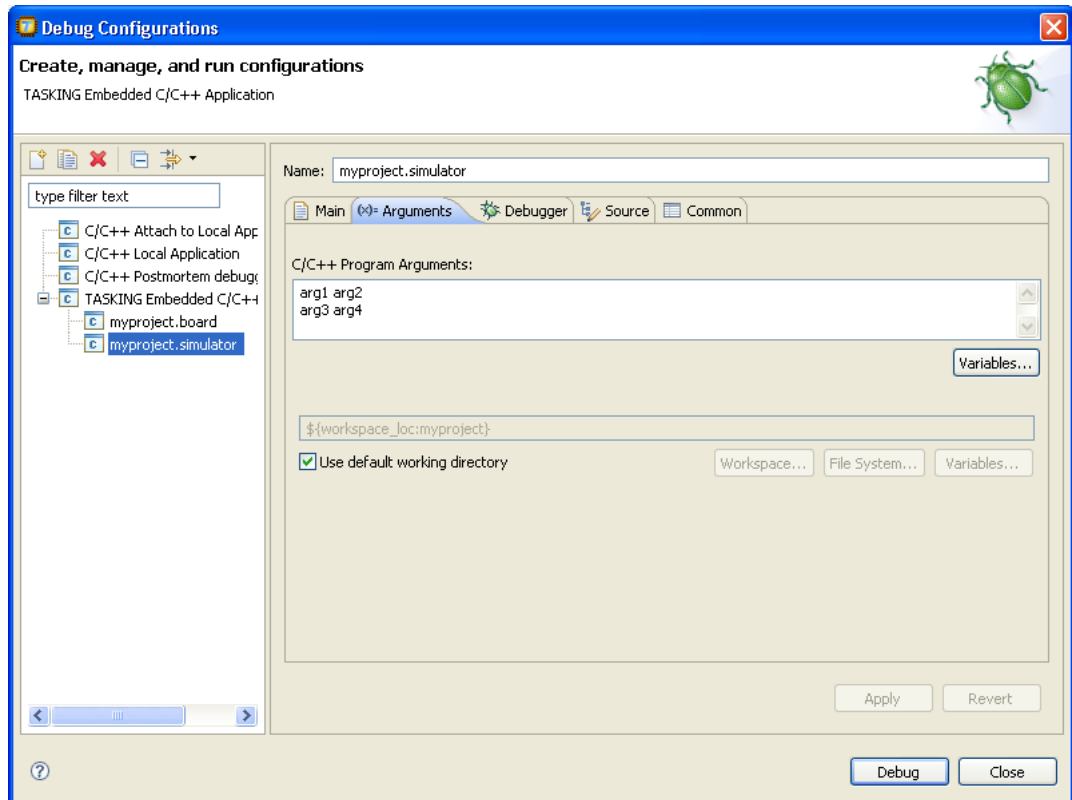 Debug Configurations
Create, manage, and run configurations
TASKING Embedded C/C++ Application
type filter text
C/C++ Attach to Local App
C/C++ Local Application
C/C++ Postmortem debugg
TASKING Embedded C/C++
myproject.board
myproject.simulator
Name: myproject.simulator
Main (x)= Arguments Debugger Source Common
C/C++ Program Arguments:
arg1 arg2
arg3 arg4
Variables...
${workspace_loc:myproject}
Use default working directory Workspace... File System... Variables...
Apply Revert
Debug Close